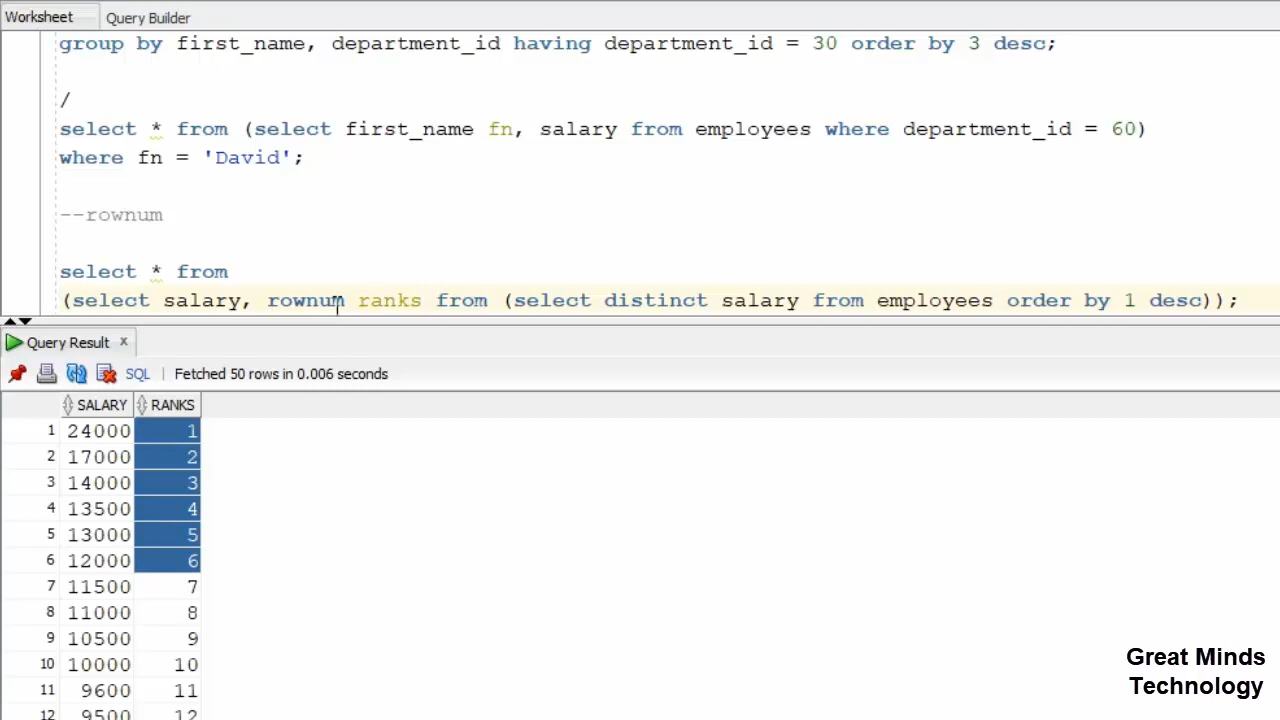 Worksheet Query Builder
group by first_name, department_id having department_id = 30 order by 3 desc;
/
select * from (select first_name fn, salary from employees where department_id = 60)
where fn = 'David';
--rownum
select * from
(select salary, rownum ranks from (select distinct salary from employees order by 1 desc));
Query Result x
SQL | Fetched 50 rows in 0.006 seconds
SALARY RANKS
1 24000 1
2 17000 2
3 14000 3
4 13500 4
5 13000 5
6 12000 6
7 11500 7
8 11000 8
9 10500 9
10 10000 10
11 9600 11
12 9500 12
Great Minds
Technology